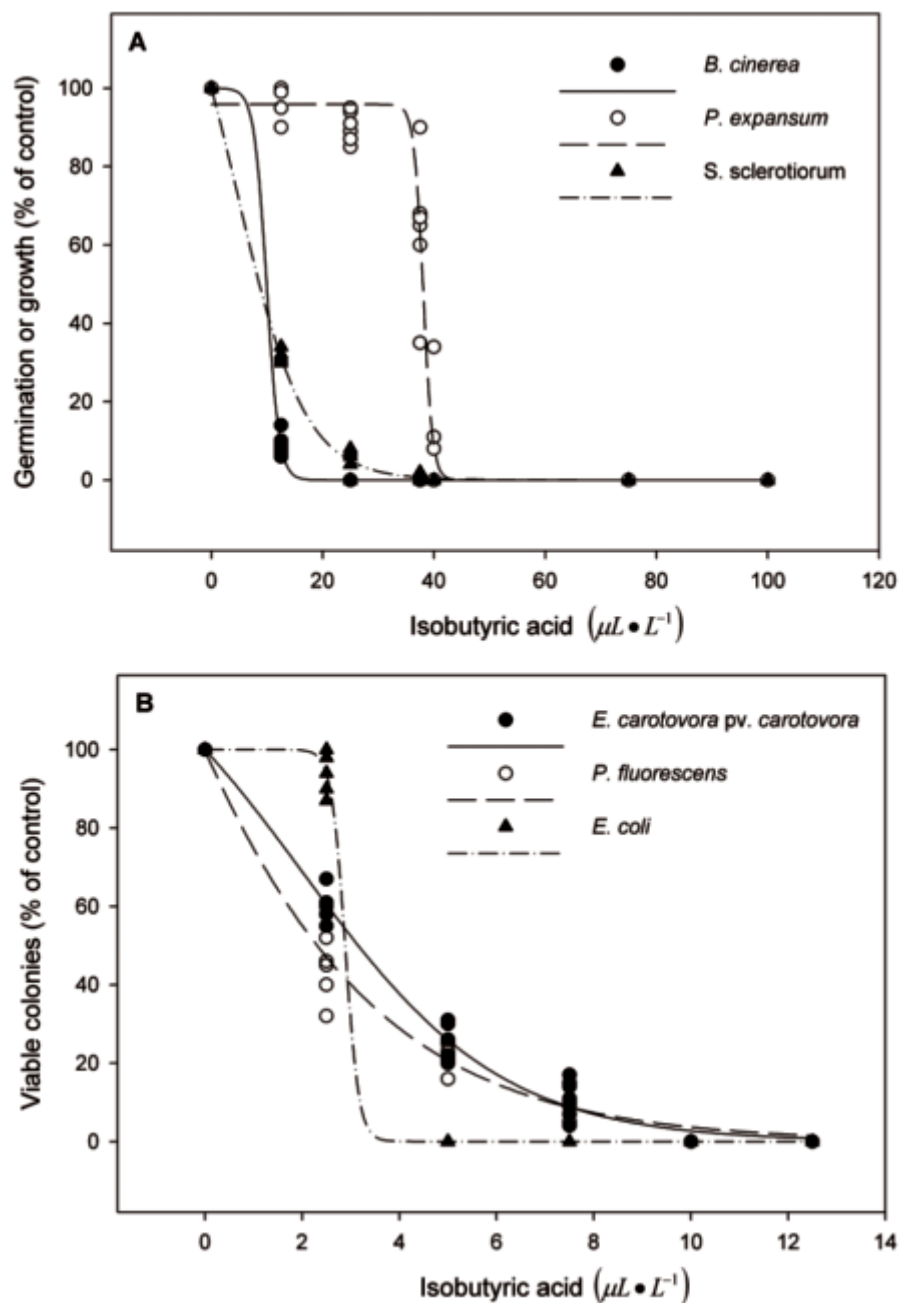 A
B. cinerea
P. expansum
S. sclerotiorum
Germination or growth (% of control)
100
80
60
40
20
0
0 20 40 60 80 100 120
Isobutyric acid (μL • L⁻¹)
B
E. carotovora pv. carotovora
P. fluorescens
E. coli
Viable colonies (% of control)
100
80
60
40
20
0
0 2 4 6 8 10 12 14
Isobutyric acid (μL • L⁻¹)